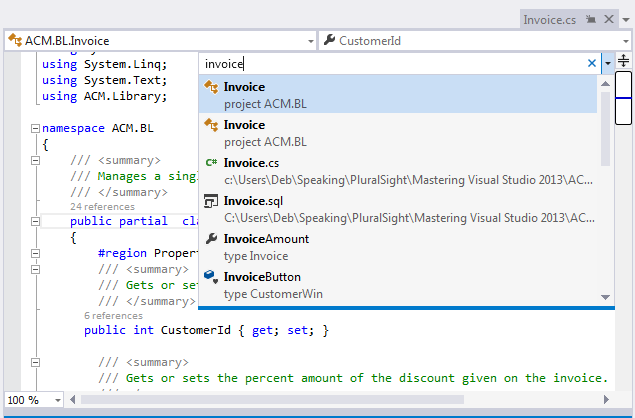 Invoice.cs
ACM.BL.Invoice
CustomerId
using System.Linq;
using System.Text;
using ACM.Library;
namespace ACM.BL
{
/// <summary>
/// Manages a sing
/// </summary>
24 references
public partial cla
{
#region Propert
/// <summary>
/// Gets or set
/// </summary>
6 references
public int CustomerId { get; set; }
/// <summary>
/// Gets or sets the percent amount of the discount given on the invoice.
100 %
invoice
Invoice
project ACM.BL
Invoice
project ACM.BL
C# Invoice.cs
c:\Users\Deb\Speaking\PluralSight\Mastering Visual Studio 2013\AC...
Invoice.sql
C:\Users\Deb\Speaking\PluralSight\Mastering Visual Studio 2013\AC...
InvoiceAmount
type Invoice
InvoiceButton
type CustomerWin